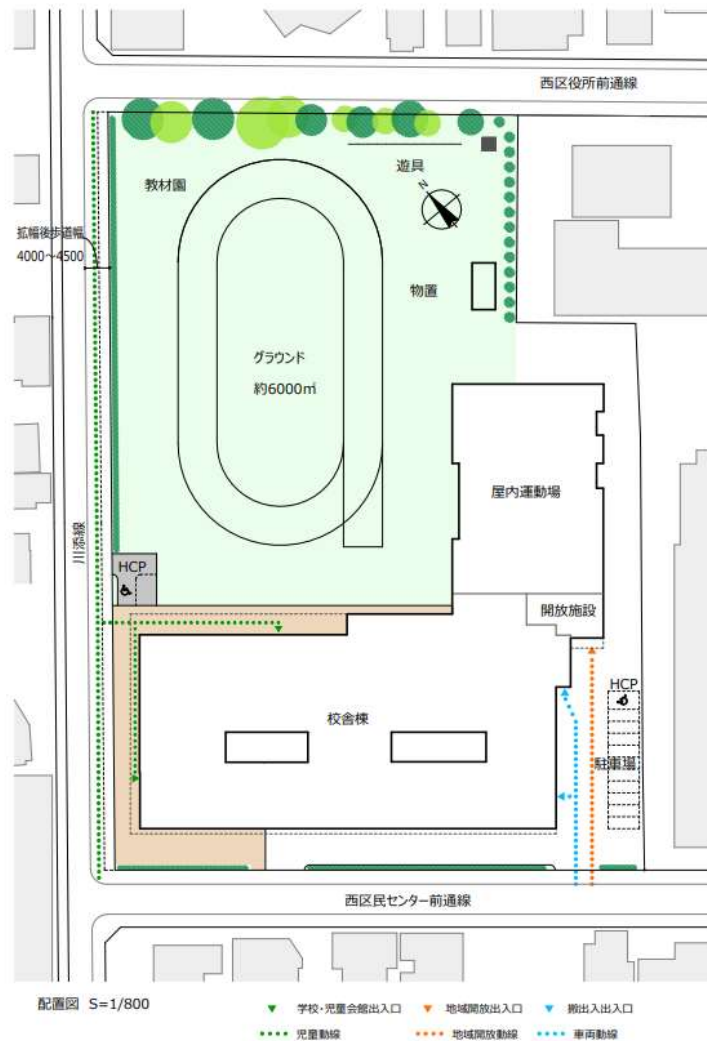 西区役所前通線
教材園
遊具
N
拡幅後歩道幅
4000～4500
物置
グラウンド
約6000㎡
屋内運動場
川添線
HCP
開放施設
HCP
校舎棟
駐車場
西区民センター前通線
配置図 S=1/800
学校・児童会館出入口
地域開放出入口
搬出入出入口
児童動線
地域開放動線
車両動線